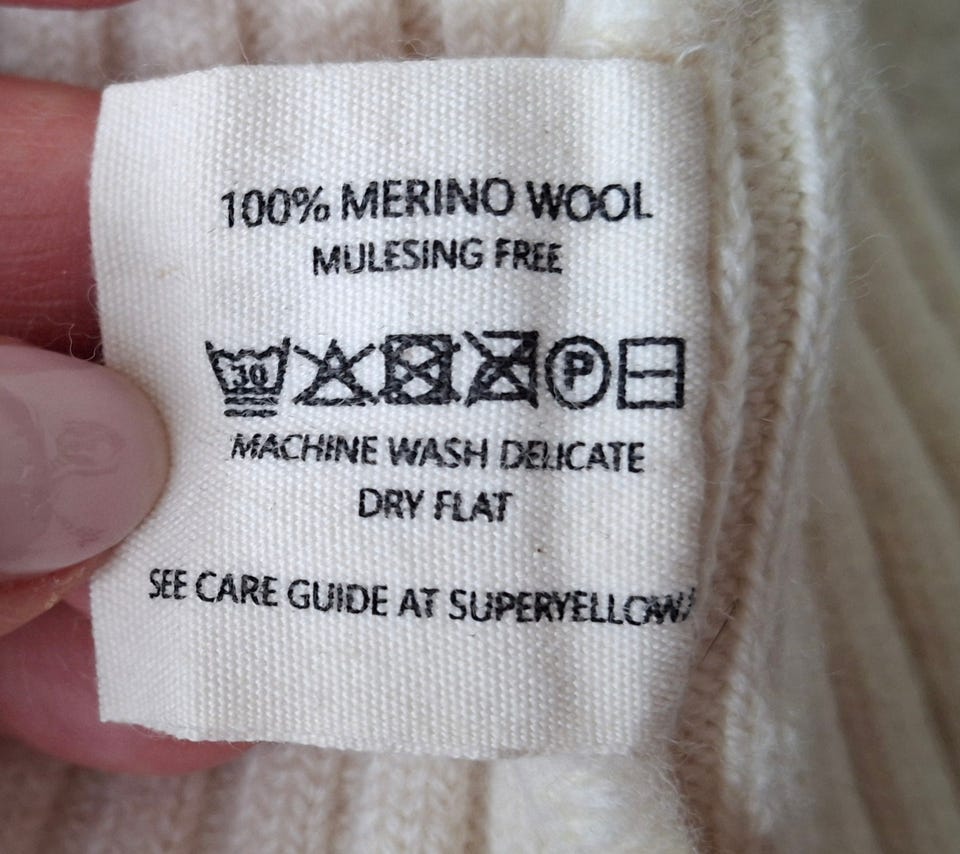 100% MERINO WOOL
MULESING FREE
30 P
MACHINE WASH DELICATE
DRY FLAT
SEE CARE GUIDE AT SUPERYELLOW